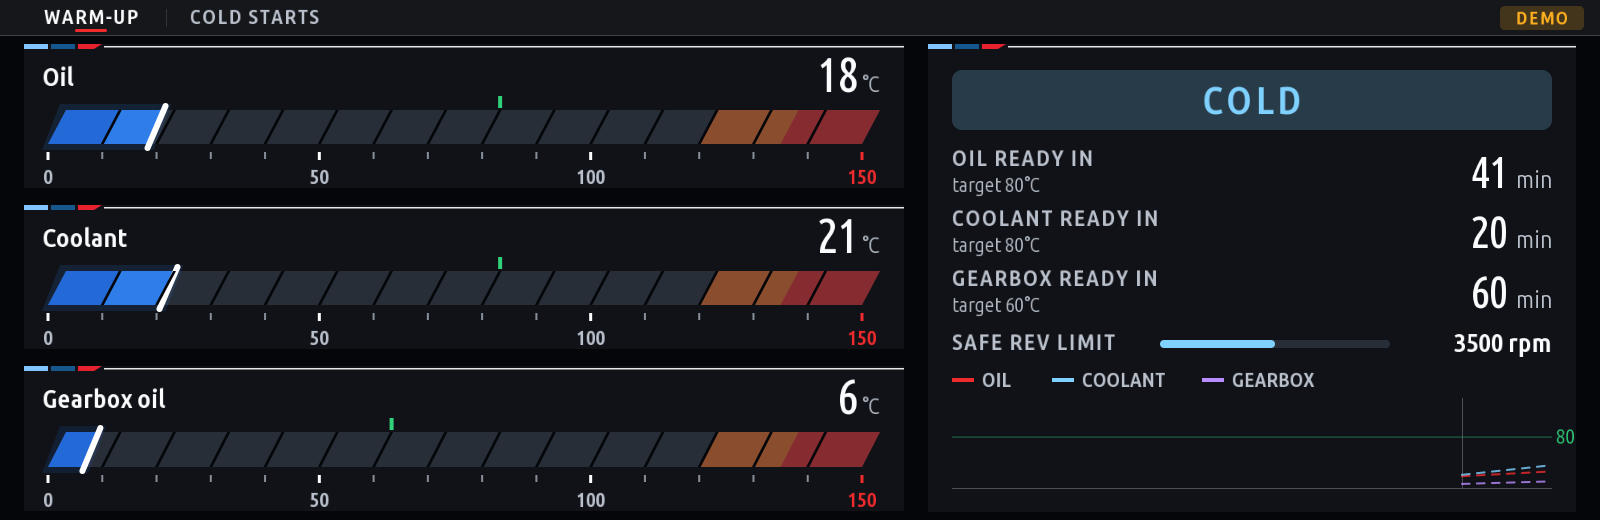 WARM-UP
COLD STARTS
DEMO
Oil
18 °C
0 50 100 150
Coolant
21 °C
0 50 100 150
Gearbox oil
6 °C
0 50 100 150
COLD
OIL READY IN
target 80°C
41 min
COOLANT READY IN
target 80°C
20 min
GEARBOX READY IN
target 60°C
60 min
SAFE REV LIMIT
3500 rpm
OIL COOLANT GEARBOX
80